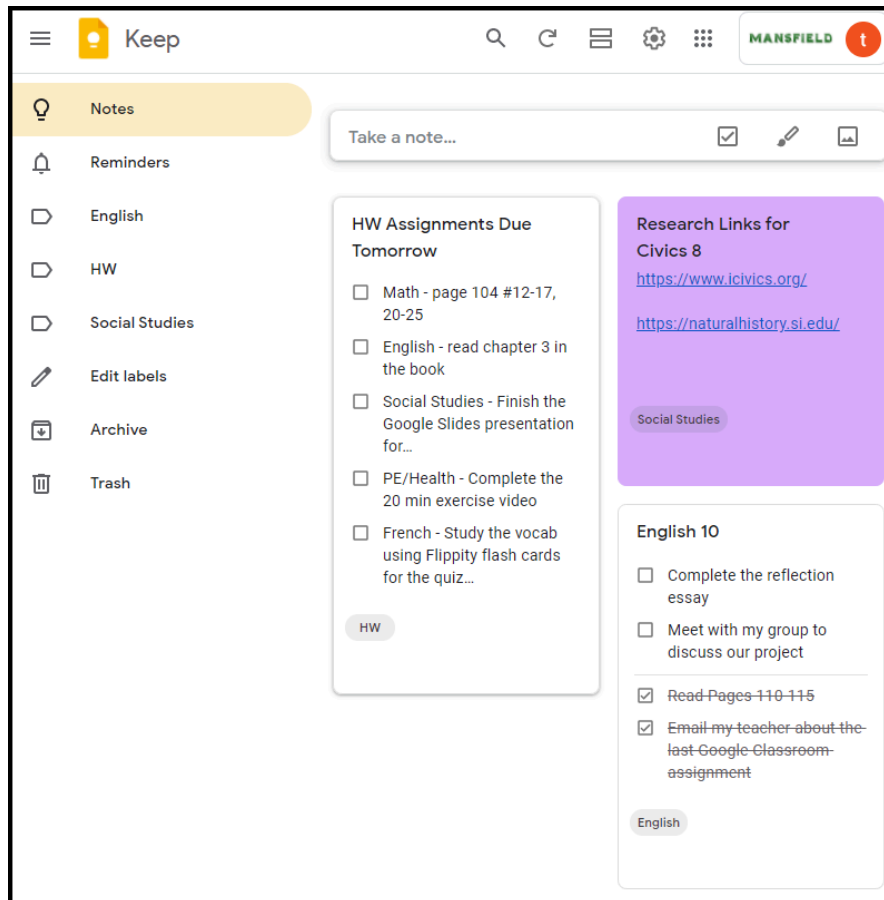 Keep
MANSFIELD
t
Notes
Reminders
English
HW
Social Studies
Edit labels
Archive
Trash
Take a note...
HW Assignments Due
Tomorrow
Math - page 104 #12-17,
20-25
English - read chapter 3 in
the book
Social Studies - Finish the
Google Slides presentation
for...
PE/Health - Complete the
20 min exercise video
French - Study the vocab
using Flippity flash cards
for the quiz...
HW
Research Links for
Civics 8
https://www.icivics.org/
https://naturalhistory.si.edu/
Social Studies
English 10
Complete the reflection
essay
Meet with my group to
discuss our project
Read Pages 110-115
Email my teacher about the
last Google Classroom
assignment
English